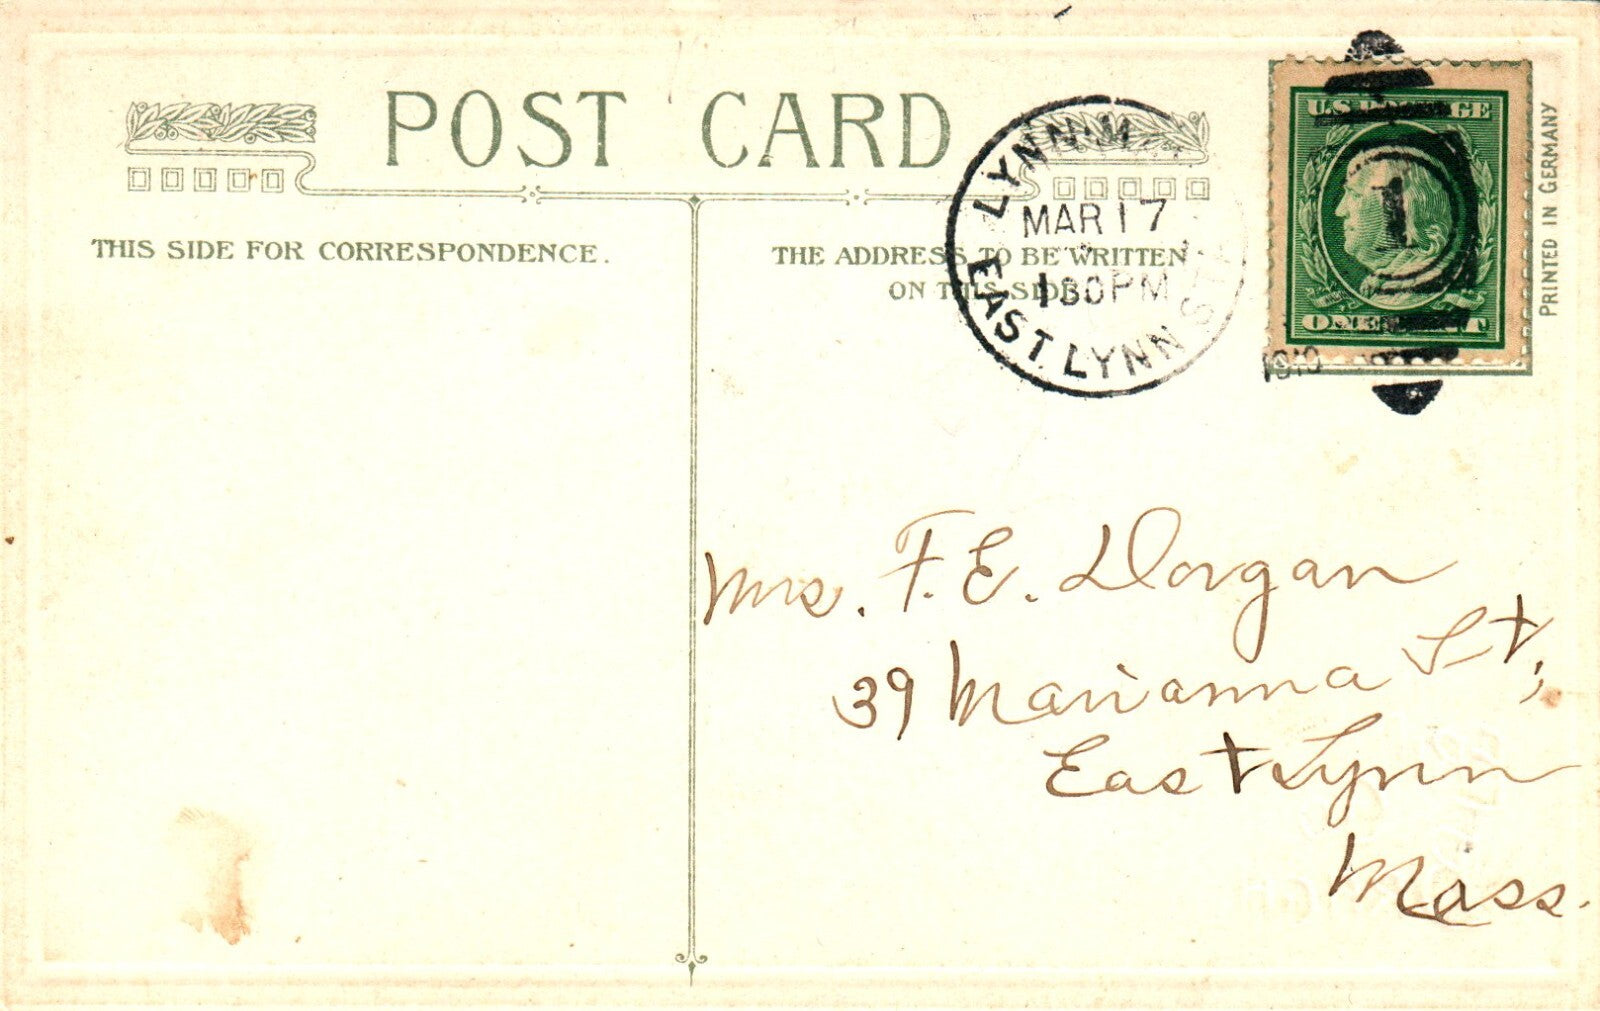 POST CARD
THIS SIDE FOR CORRESPONDENCE.
THE ADDRESS TO BE WRITTEN
ON THIS SIDE
LYNN. M
MAR 17
1 30 PM
EAST LYNN STA
1910
U.S. POSTAGE
1
ONE CENT
PRINTED IN GERMANY
Mrs. F. E. Dorgan
39 Marianna St,
East Lynn
Mass.